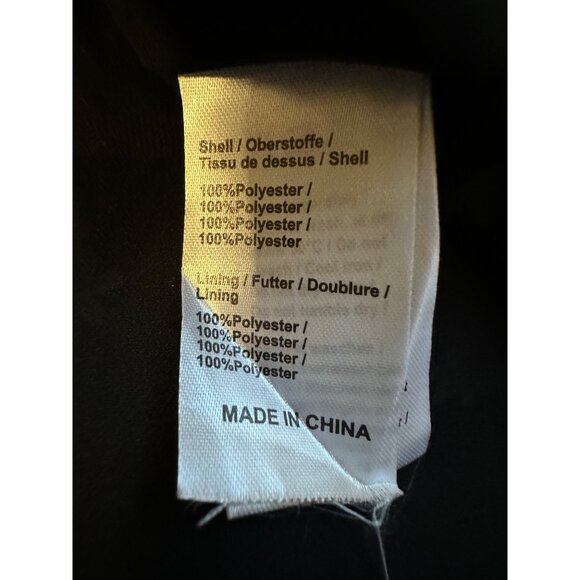 Shell / Oberstoffe /
Tissu de dessus / Shell
100%Polyester /
100%Polyester /
100%Polyester /
100%Polyester
Lining / Futter / Doublure /
Lining
100%Polyester /
100%Polyester /
100%Polyester /
100%Polyester
MADE IN CHINA